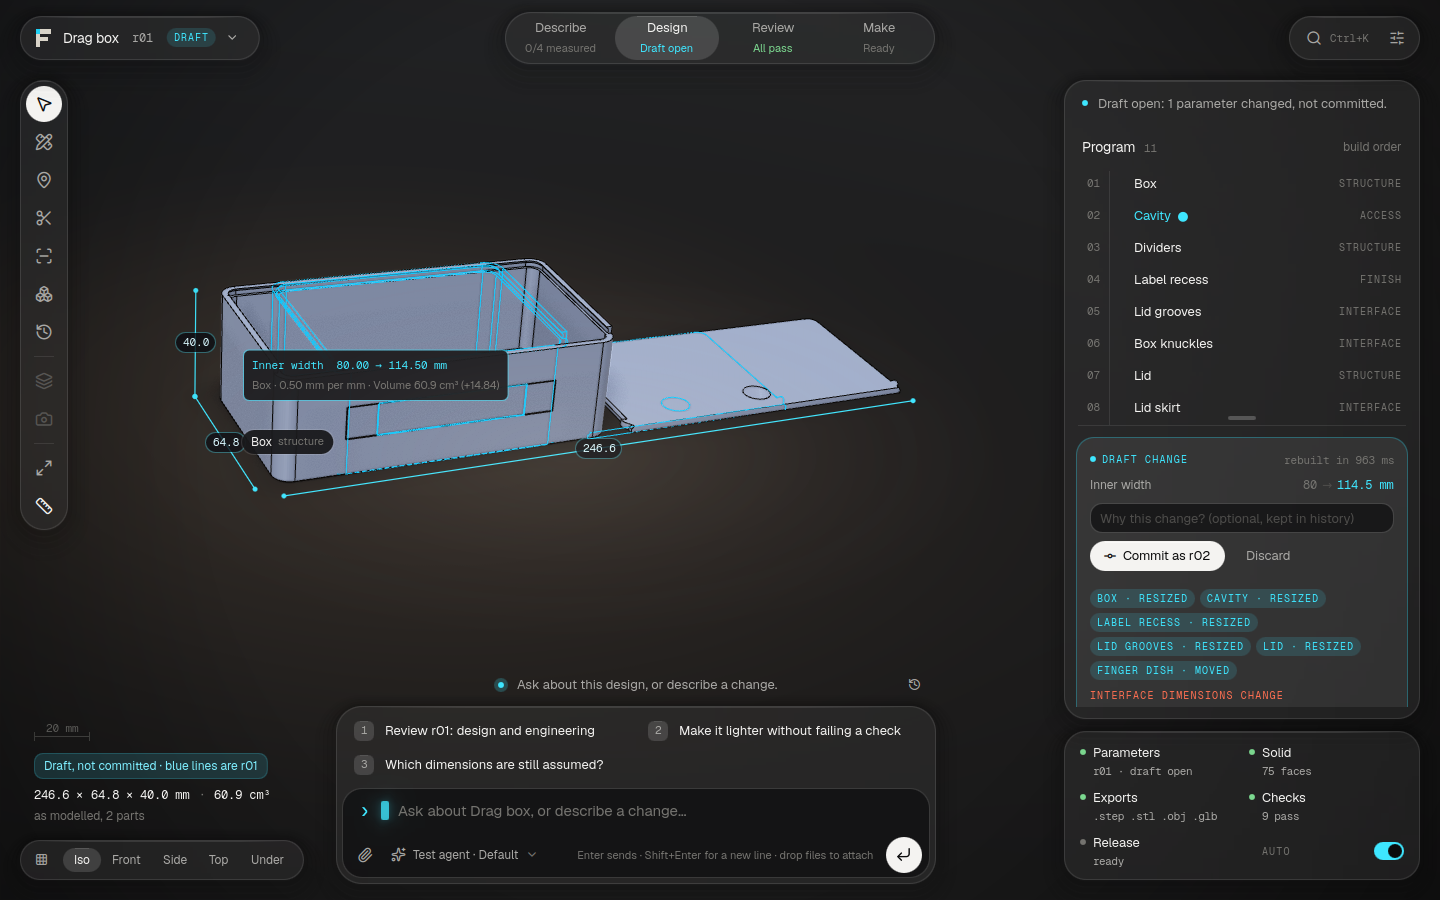 Drag box r01 DRAFT
Describe
0/4 measured
Design
Draft open
Review
All pass
Make
Ready
Ctrl+K
40.0
Inner width 80.00 → 114.50 mm
Box · 0.50 mm per mm · Volume 60.9 cm³ (+14.84)
64.8
Box structure
246.6
Draft open: 1 parameter changed, not committed.
Program 11 build order
01 Box STRUCTURE
02 Cavity ACCESS
03 Dividers STRUCTURE
04 Label recess FINISH
05 Lid grooves INTERFACE
06 Box knuckles INTERFACE
07 Lid STRUCTURE
08 Lid skirt INTERFACE
DRAFT CHANGE rebuilt in 963 ms
Inner width 80 → 114.5 mm
Why this change? (optional, kept in history)
Commit as r02 Discard
BOX · RESIZED CAVITY · RESIZED
LABEL RECESS · RESIZED
LID GROOVES · RESIZED LID · RESIZED
FINGER DISH · MOVED
INTERFACE DIMENSIONS CHANGE
Parameters
r01 · draft open
Solid
75 faces
Exports
.step .stl .obj .glb
Checks
9 pass
Release
ready
AUTO
Ask about this design, or describe a change.
1 Review r01: design and engineering
2 Make it lighter without failing a check
3 Which dimensions are still assumed?
Ask about Drag box, or describe a change...
Test agent · Default
Enter sends · Shift+Enter for a new line · drop files to attach
20 mm
Draft, not committed · blue lines are r01
246.6 × 64.8 × 40.0 mm · 60.9 cm³
as modelled, 2 parts
Iso Front Side Top Under